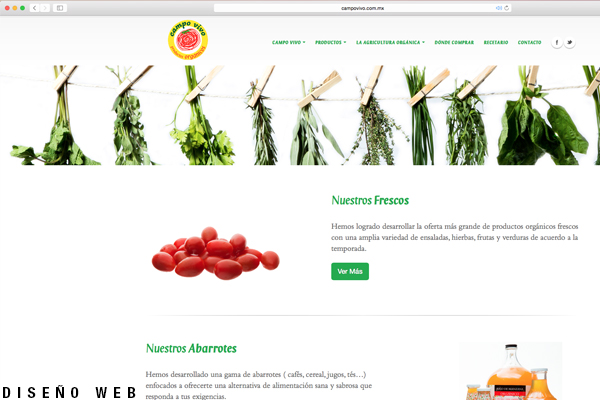 campovivo.com.mx
campo vivo
CAMPO VIVO
PRODUCTOS
LA AGRICULTURA ORGÁNICA
DÓNDE COMPRAR
RECETARIO
CONTACTO
Nuestros Frescos
Hemos logrado desarrollar la oferta más grande de productos orgánicos frescos
con una amplia variedad de ensaladas, hierbas, frutas y verduras de acuerdo a la
temporada.
Ver Más
Nuestros Abarrotes
Hemos desarrollado una gama de abarrotes ( cafés, cereal, jugos, tés…)
enfocados a ofrecerte una alternativa de alimentación sana y sabrosa que
responda a tus exigencias.
DISEÑO WEB